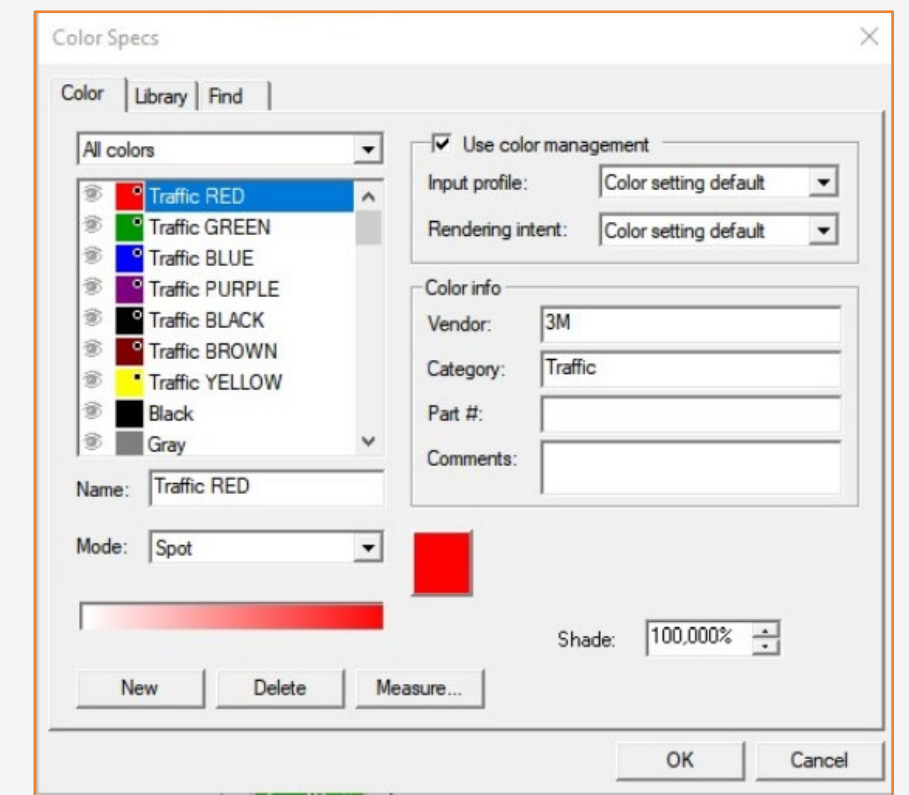 Color Specs
Color Library Find
All colors
Traffic RED
Traffic GREEN
Traffic BLUE
Traffic PURPLE
Traffic BLACK
Traffic BROWN
Traffic YELLOW
Black
Gray
Name: Traffic RED
Mode: Spot
New Delete Measure...
Use color management
Input profile: Color setting default
Rendering intent: Color setting default
Color info
Vendor: 3M
Category: Traffic
Part #:
Comments:
Shade: 100,000%
OK Cancel